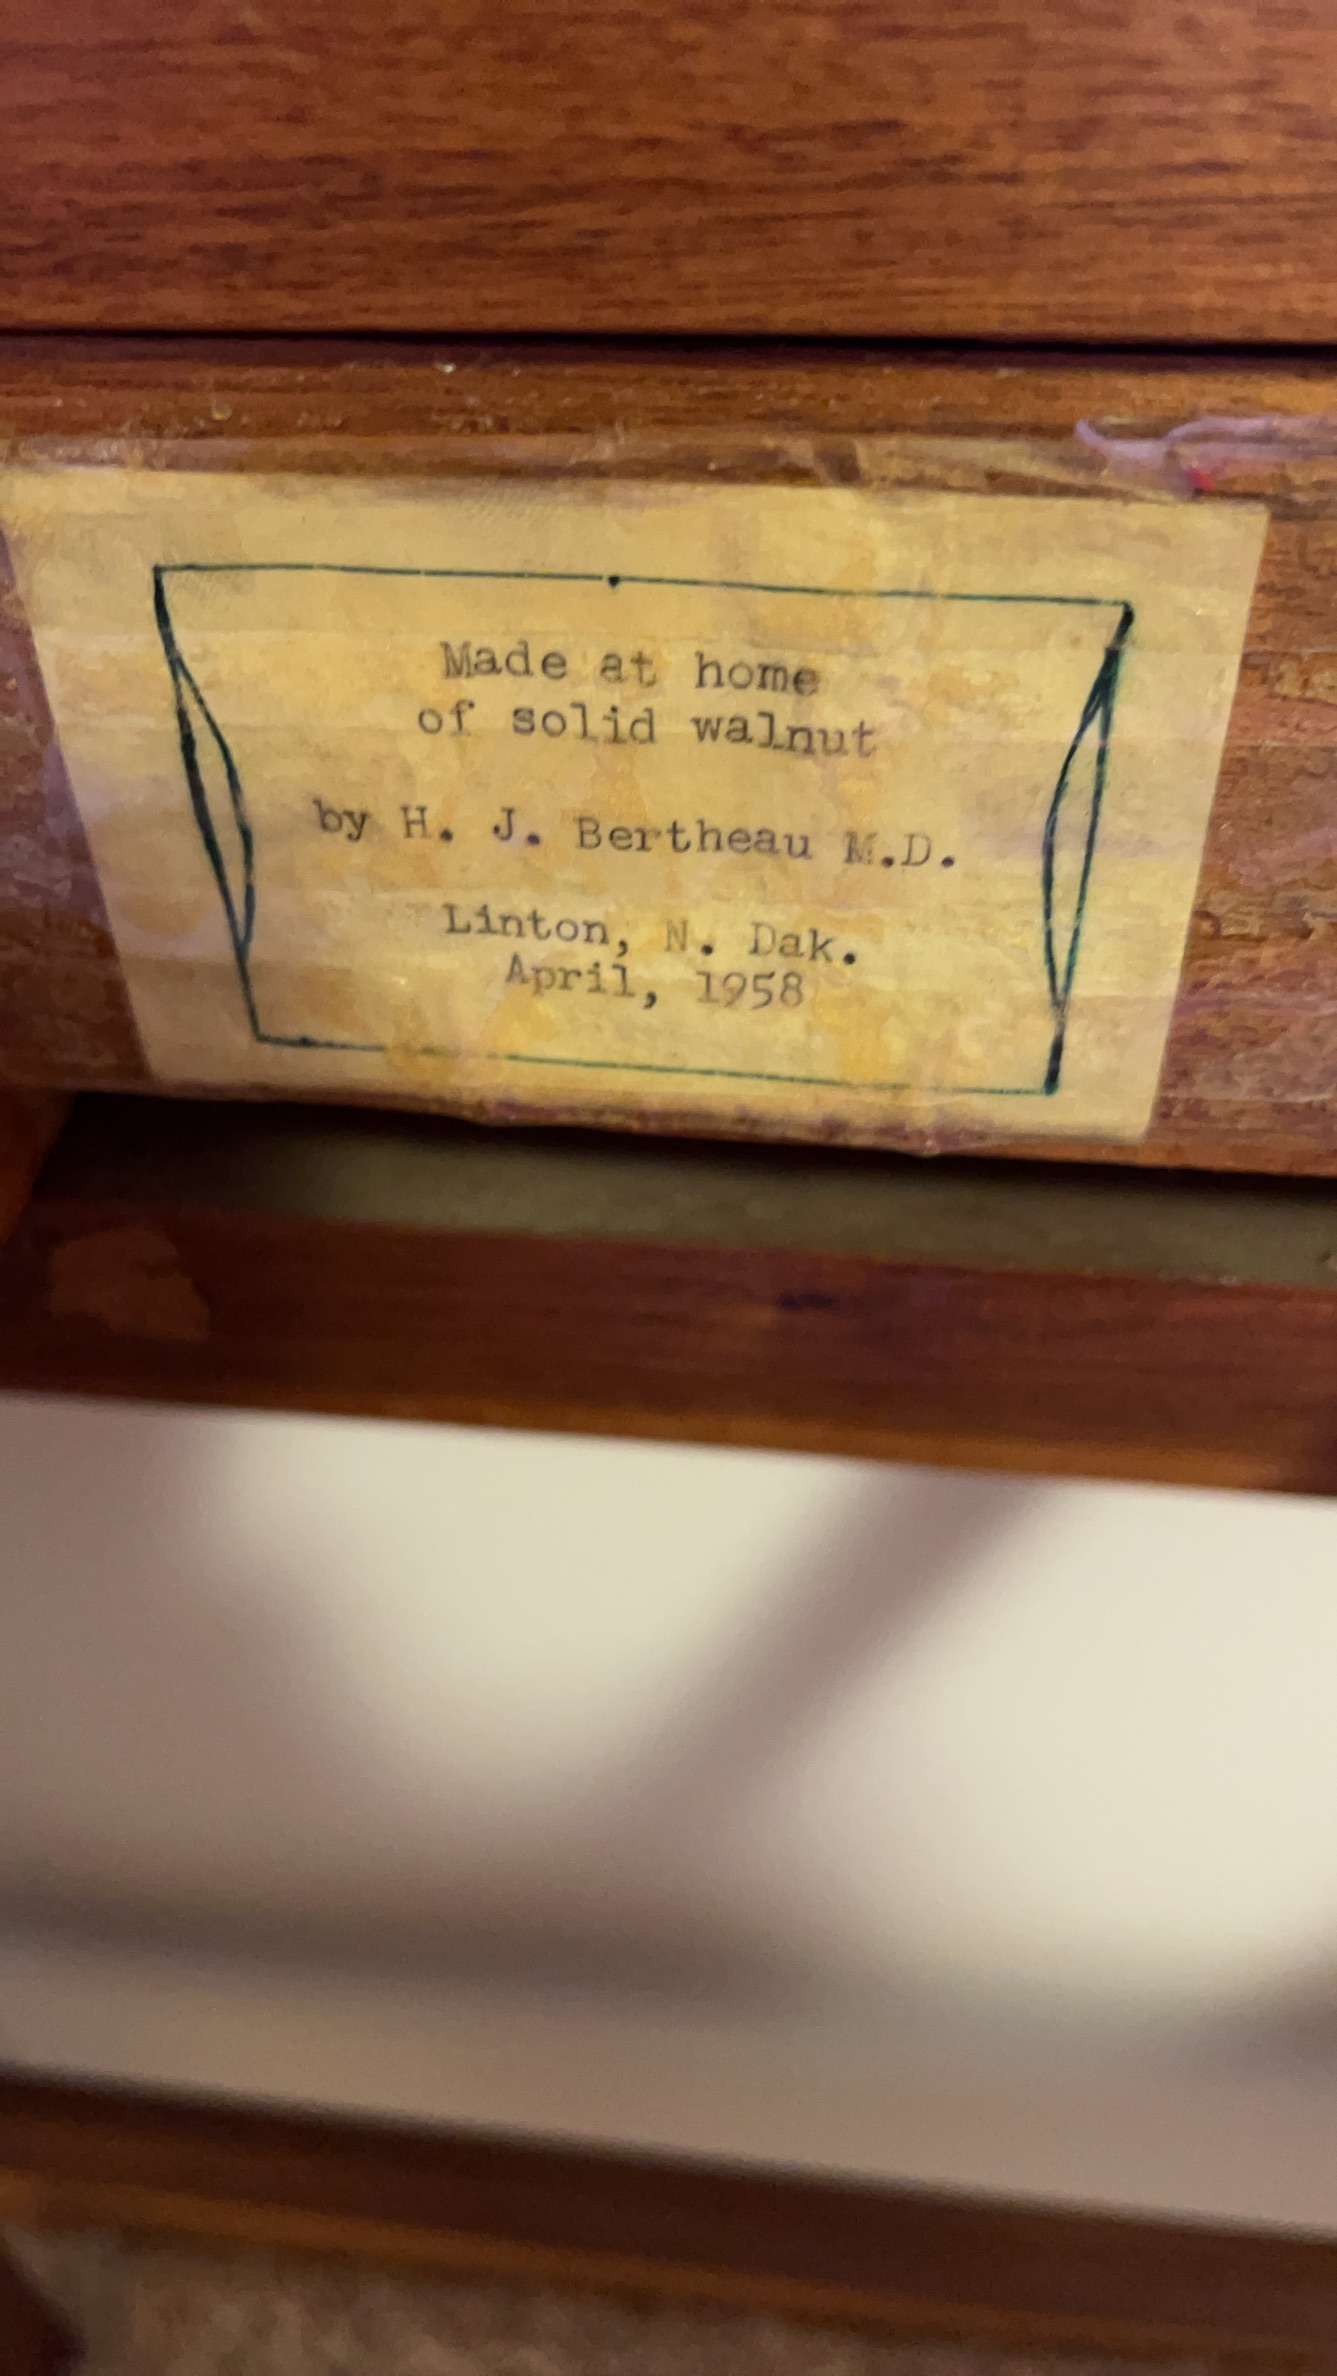 Made at home
of solid walnut
by H. J. Bertheau M.D.
Linton, N. Dak.
April, 1958